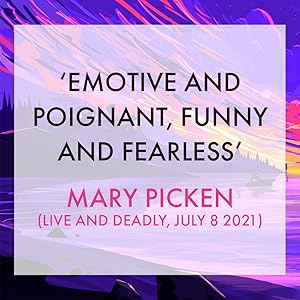 ‘EMOTIVE AND
POIGNANT, FUNNY
AND FEARLESS’
MARY PICKEN
(LIVE AND DEADLY, JULY 8 2021)